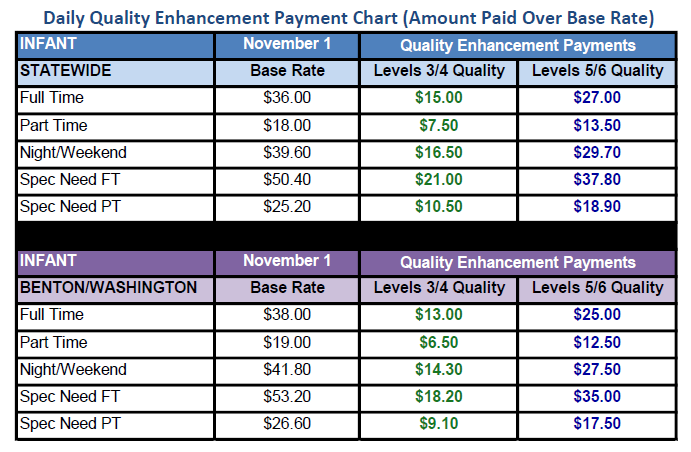 Daily Quality Enhancement Payment Chart (Amount Paid Over Base Rate)
INFANT November 1 Quality Enhancement Payments
STATEWIDE Base Rate Levels 3/4 Quality Levels 5/6 Quality
Full Time $36.00 $15.00 $27.00
Part Time $18.00 $7.50 $13.50
Night/Weekend $39.60 $16.50 $29.70
Spec Need FT $50.40 $21.00 $37.80
Spec Need PT $25.20 $10.50 $18.90
INFANT November 1 Quality Enhancement Payments
BENTON/WASHINGTON Base Rate Levels 3/4 Quality Levels 5/6 Quality
Full Time $38.00 $13.00 $25.00
Part Time $19.00 $6.50 $12.50
Night/Weekend $41.80 $14.30 $27.50
Spec Need FT $53.20 $18.20 $35.00
Spec Need PT $26.60 $9.10 $17.50